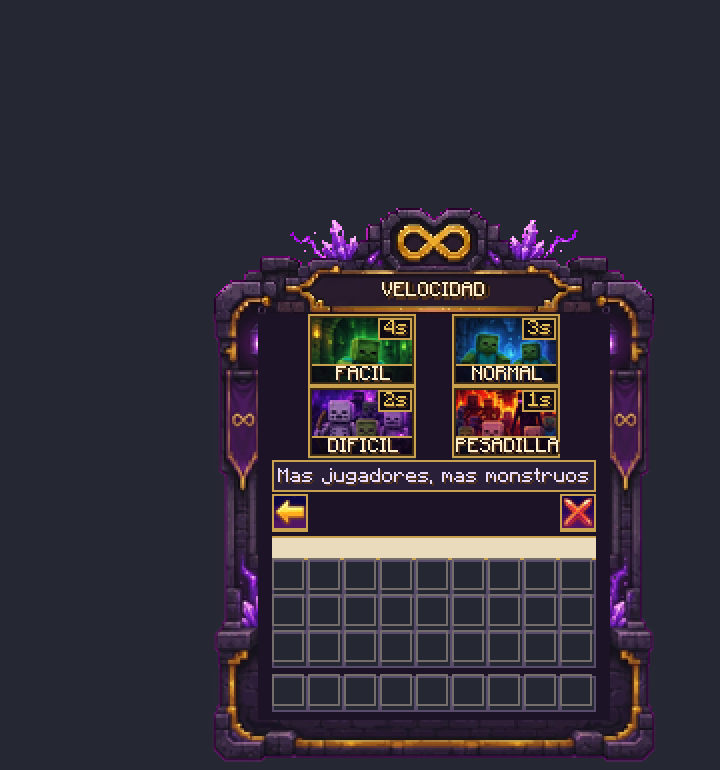 VELOCIDAD
4s
3s
FACIL
NORMAL
2s
1s
DIFICIL
PESADILLA
Mas jugadores, mas monstruos